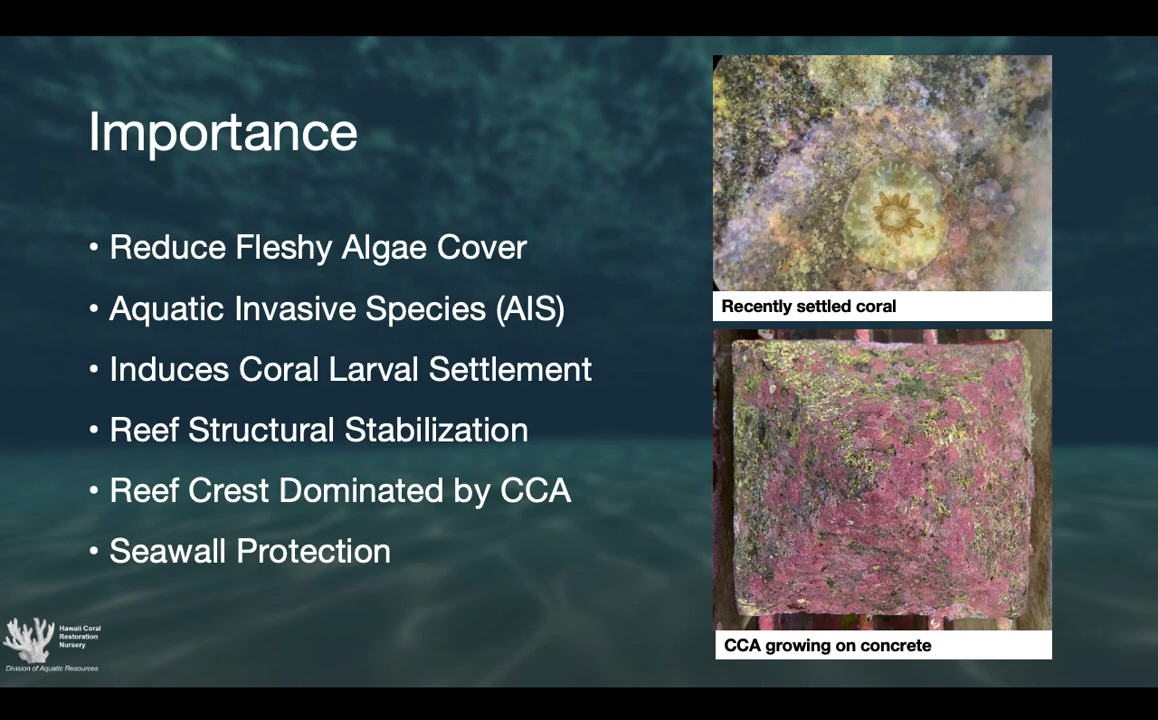 Importance
• Reduce Fleshy Algae Cover
• Aquatic Invasive Species (AIS)
• Induces Coral Larval Settlement
• Reef Structural Stabilization
• Reef Crest Dominated by CCA
• Seawall Protection
Recently settled coral
CCA growing on concrete
Hawaii Coral
Restoration
Nursery
Division of Aquatic Resources